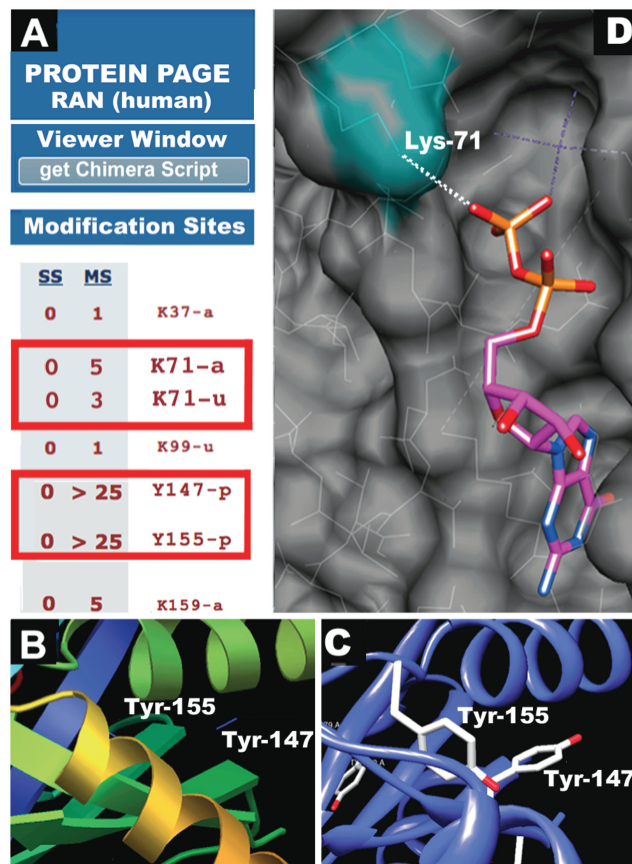 A
PROTEIN PAGE
RAN (human)
Viewer Window
get Chimera Script
Modification Sites
SS MS
0 1 K37-a
0 5 K71-a
0 3 K71-u
0 1 K99-u
0 > 25 Y147-p
0 > 25 Y155-p
0 5 K159-a
D
Lys-71
B
Tyr-155
Tyr-147
C
Tyr-155
Tyr-147